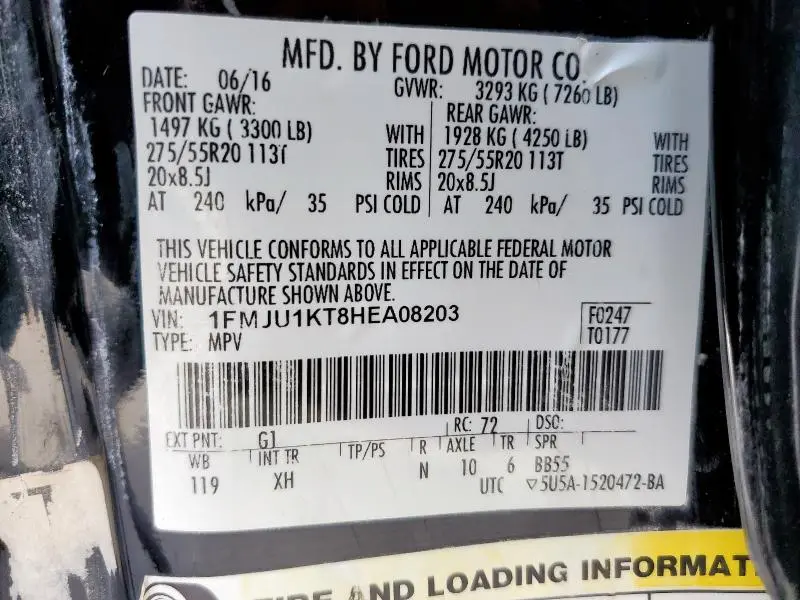 MFD. BY FORD MOTOR CO.
DATE: 06/16 GVWR: 3293 KG ( 7260 LB)
FRONT GAWR: REAR GAWR:
1497 KG ( 3300 LB) WITH 1928 KG ( 4250 LB) WITH
275/55R20 113T TIRES 275/55R20 113T TIRES
20x8.5J RIMS 20x8.5J RIMS
AT 240 kPa/ 35 PSI COLD AT 240 kPa/ 35 PSI COLD
THIS VEHICLE CONFORMS TO ALL APPLICABLE FEDERAL MOTOR
VEHICLE SAFETY STANDARDS IN EFFECT ON THE DATE OF
MANUFACTURE SHOWN ABOVE.
VIN: 1FMJU1KT8HEA08203 F0247
TYPE: MPV T0177
EXT PNT: G1 RC: 72 DSO:
WB INT TR TP/PS R AXLE TR SPR
119 XH N 10 6 BB55
UTC ▽5U5A-1520472-BA
TIRE AND LOADING INFORMAT